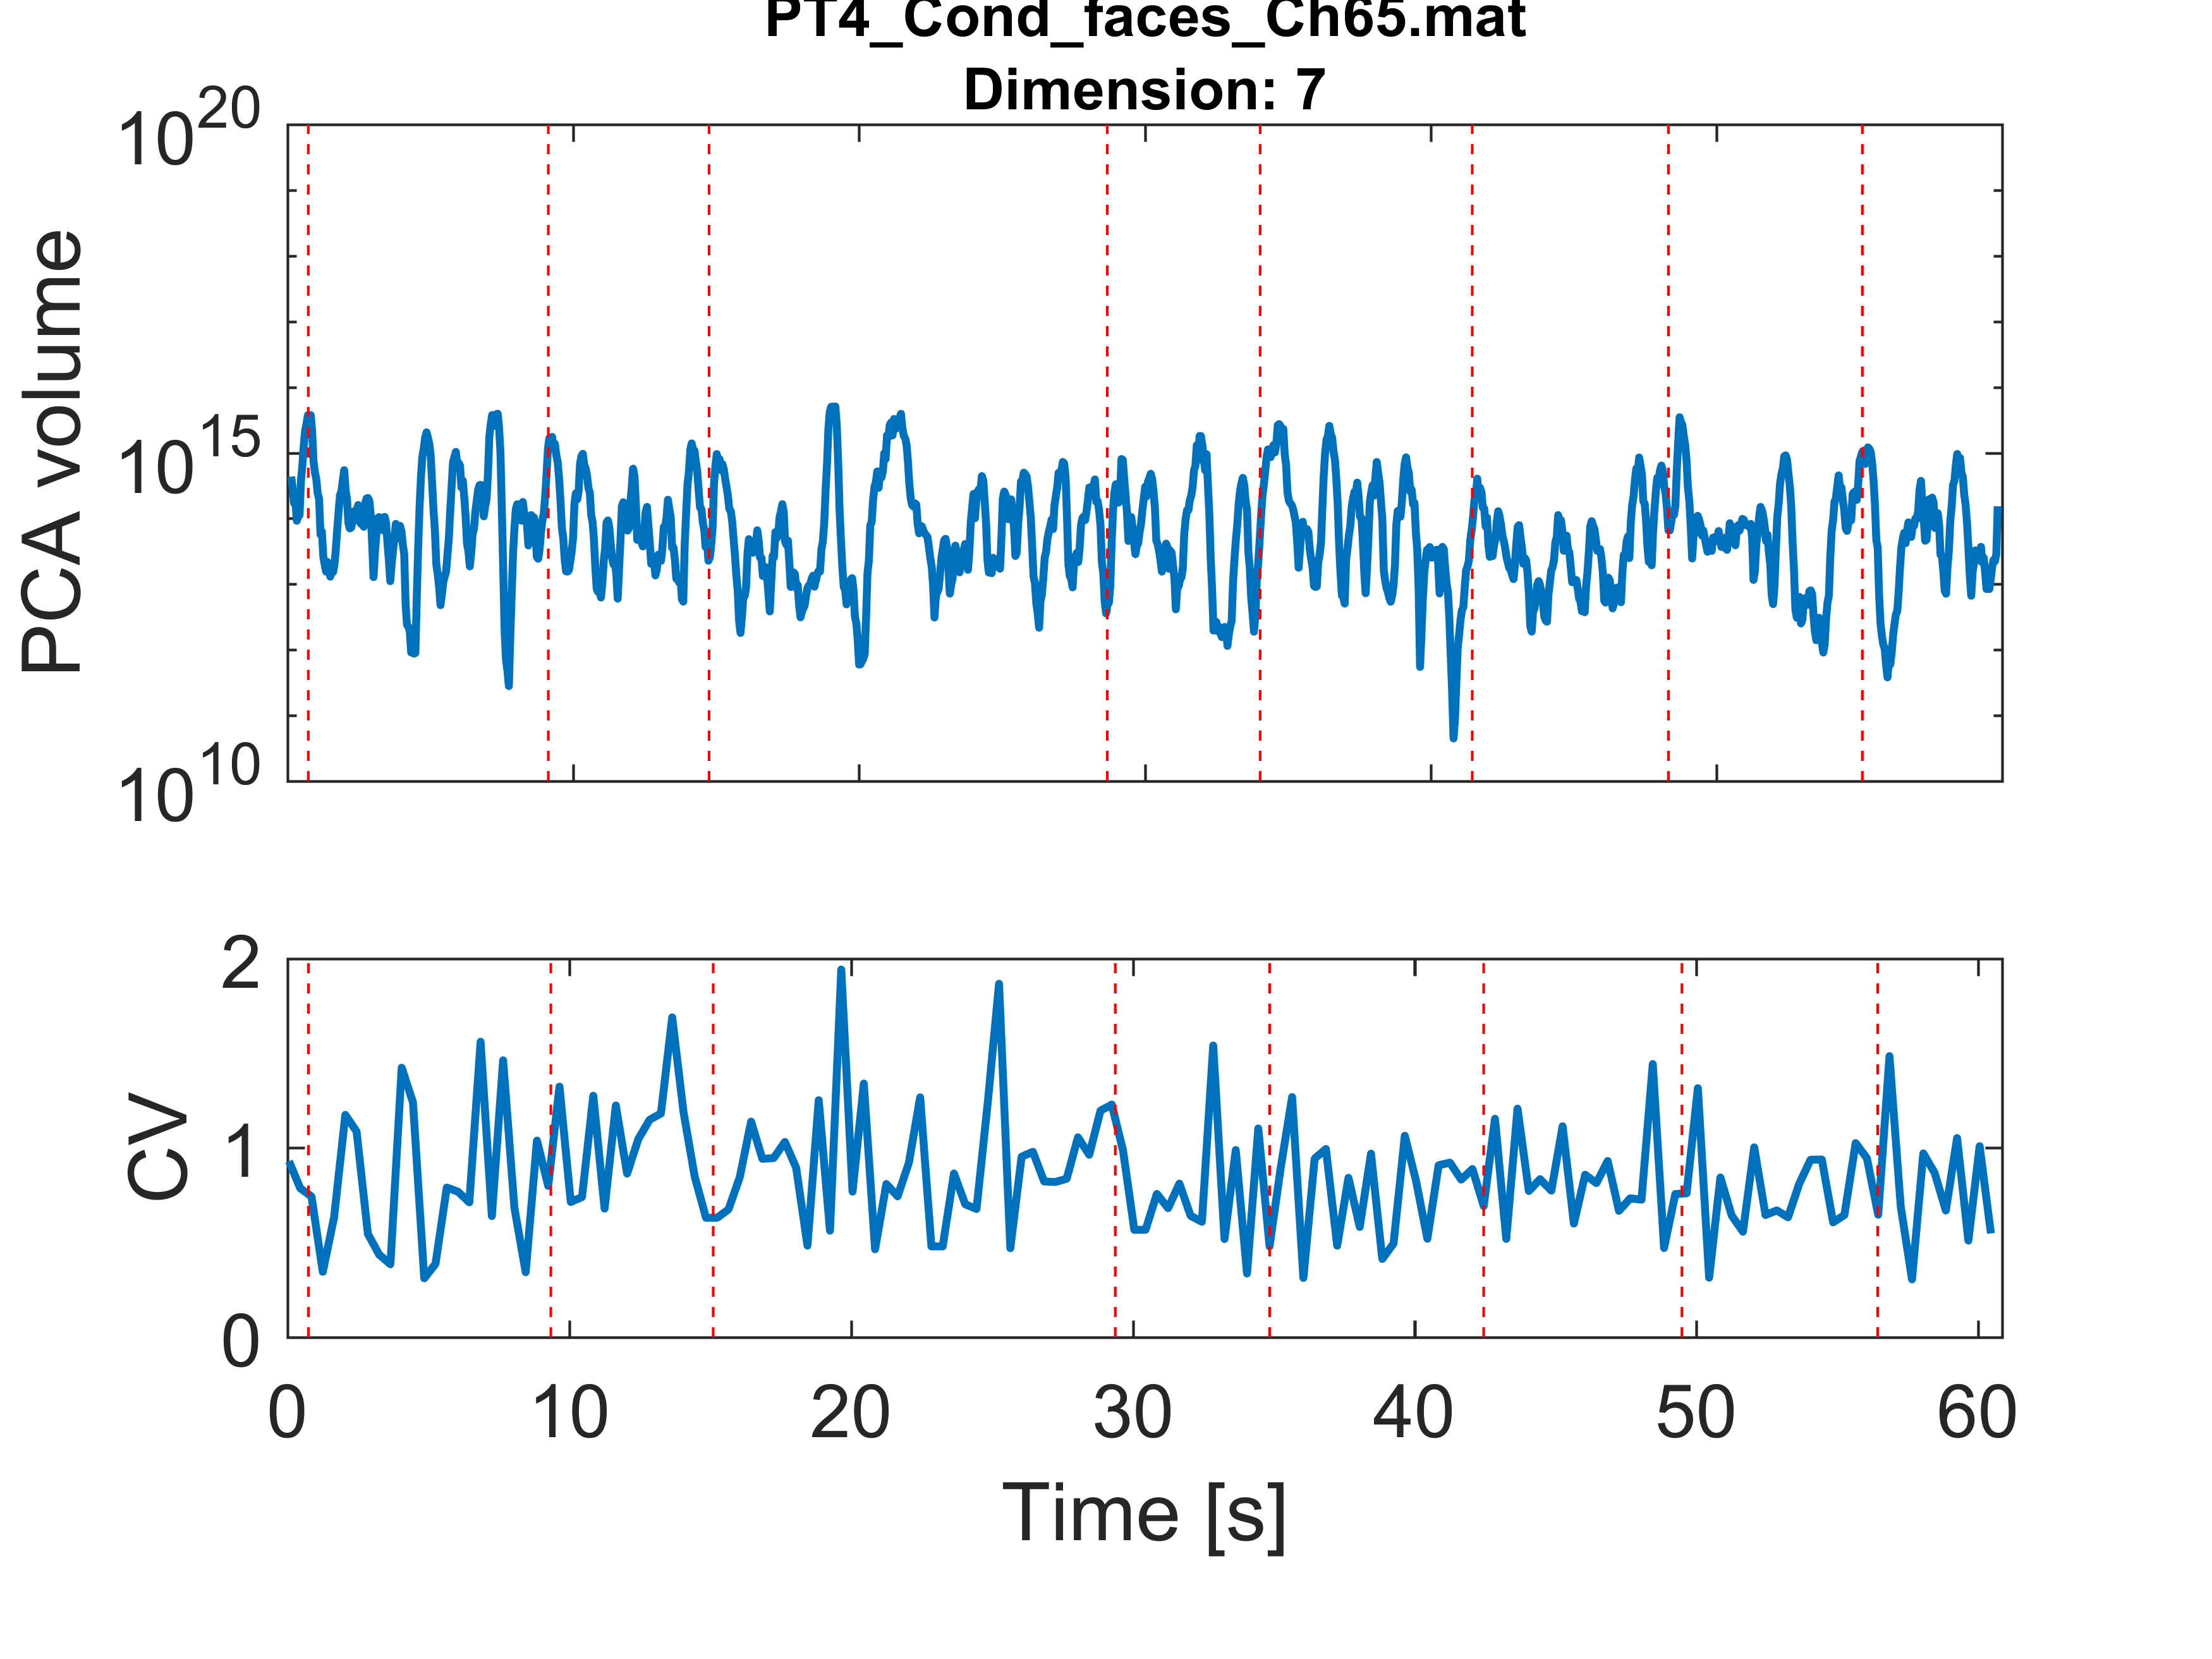 PT4_Cond_faces_Ch65.mat
Dimension: 7
10^20
10^15
10^10
PCA volume
2
1
0
CV
0 10 20 30 40 50 60
Time [s]